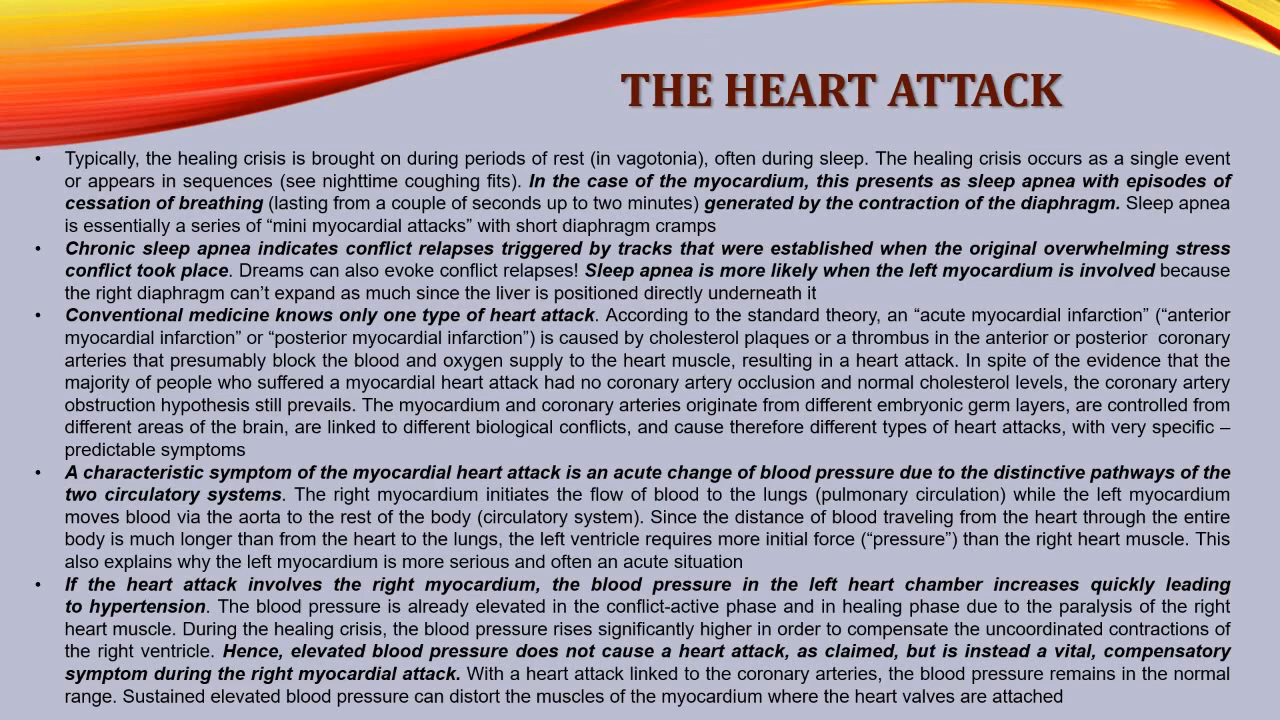 THE HEART ATTACK
• Typically, the healing crisis is brought on during periods of rest (in vagotonia), often during sleep. The healing crisis occurs as a single event
or appears in sequences (see nighttime coughing fits). In the case of the myocardium, this presents as sleep apnea with episodes of
cessation of breathing (lasting from a couple of seconds up to two minutes) generated by the contraction of the diaphragm. Sleep apnea
is essentially a series of “mini myocardial attacks” with short diaphragm cramps
• Chronic sleep apnea indicates conflict relapses triggered by tracks that were established when the original overwhelming stress
conflict took place. Dreams can also evoke conflict relapses! Sleep apnea is more likely when the left myocardium is involved because
the right diaphragm can’t expand as much since the liver is positioned directly underneath it
• Conventional medicine knows only one type of heart attack. According to the standard theory, an “acute myocardial infarction” (“anterior
myocardial infarction” or “posterior myocardial infarction”) is caused by cholesterol plaques or a thrombus in the anterior or posterior coronary
arteries that presumably block the blood and oxygen supply to the heart muscle, resulting in a heart attack. In spite of the evidence that the
majority of people who suffered a myocardial heart attack had no coronary artery occlusion and normal cholesterol levels, the coronary artery
obstruction hypothesis still prevails. The myocardium and coronary arteries originate from different embryonic germ layers, are controlled from
different areas of the brain, are linked to different biological conflicts, and cause therefore different types of heart attacks, with very specific –
predictable symptoms
• A characteristic symptom of the myocardial heart attack is an acute change of blood pressure due to the distinctive pathways of the
two circulatory systems. The right myocardium initiates the flow of blood to the lungs (pulmonary circulation) while the left myocardium
moves blood via the aorta to the rest of the body (circulatory system). Since the distance of blood traveling from the heart through the entire
body is much longer than from the heart to the lungs, the left ventricle requires more initial force (“pressure”) than the right heart muscle. This
also explains why the left myocardium is more serious and often an acute situation
• If the heart attack involves the right myocardium, the blood pressure in the left heart chamber increases quickly leading
to hypertension. The blood pressure is already elevated in the conflict-active phase and in healing phase due to the paralysis of the right
heart muscle. During the healing crisis, the blood pressure rises significantly higher in order to compensate the uncoordinated contractions of
the right ventricle. Hence, elevated blood pressure does not cause a heart attack, as claimed, but is instead a vital, compensatory
symptom during the right myocardial attack. With a heart attack linked to the coronary arteries, the blood pressure remains in the normal
range. Sustained elevated blood pressure can distort the muscles of the myocardium where the heart valves are attached